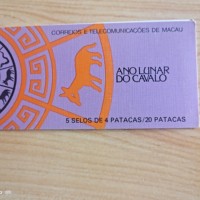 CORREIOS E TELECOMUNICAÇÕES DE MACAU
ANO LUNAR
DO CAVALO
5 SELOS DE 4 PATACAS/20 PATACAS